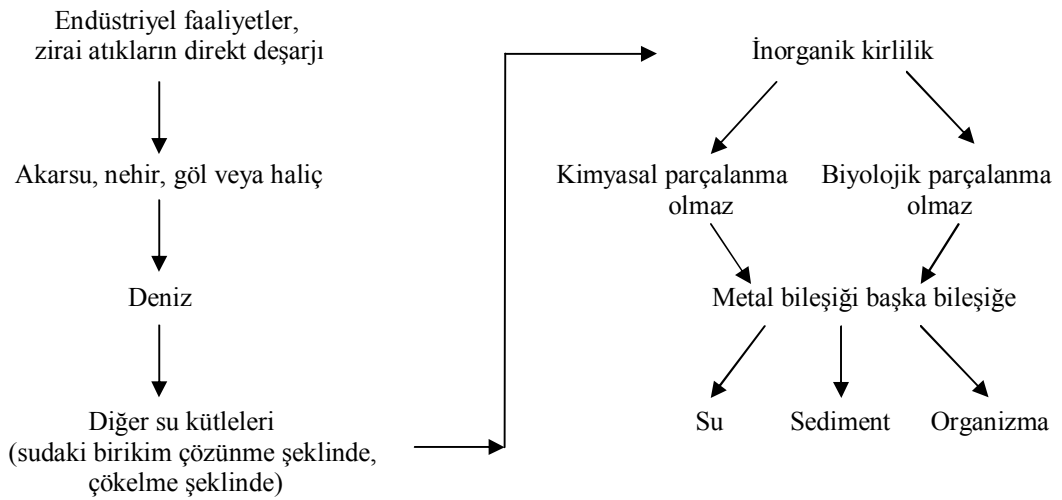 Endüstriyel faaliyetler,
zirai atıkların direkt deşarjı
Akarsu, nehir, göl veya haliç
Deniz
Diğer su kütleleri
(sudaki birikim çözünme şeklinde,
çökelme şeklinde)
İnorganik kirlilik
Kimyasal parçalanma
olmaz
Biyolojik parçalanma
olmaz
Metal bileşiği başka bileşiğe
Su
Sediment
Organizma